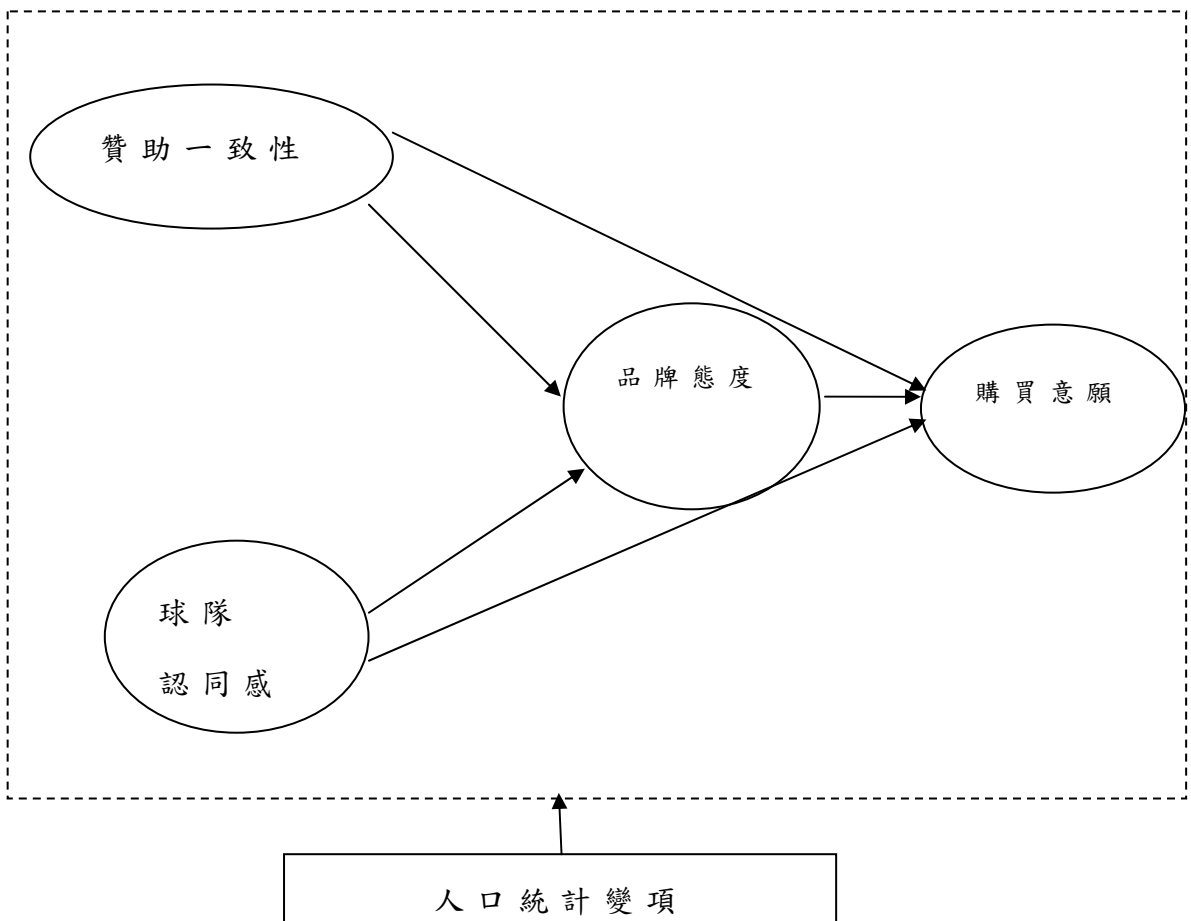 贊助一致性
品牌態度
購買意願
球隊
認同感
人口統計變項